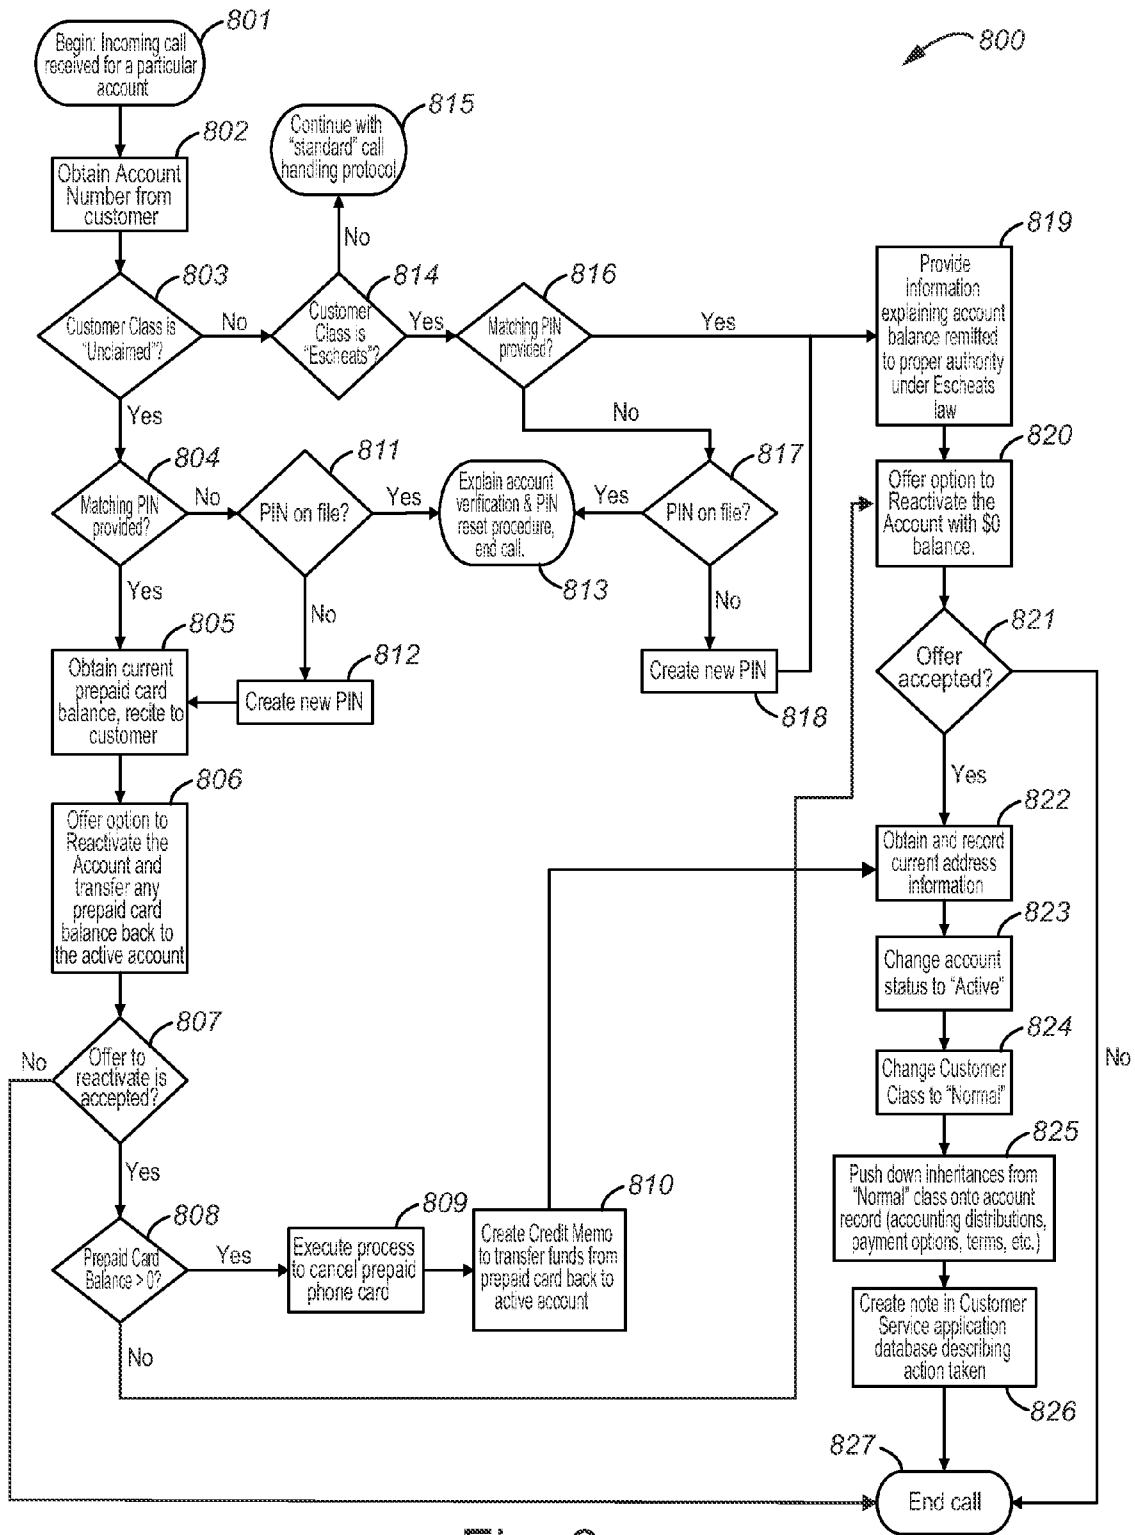 801
Begin: Incoming call
received for a particular
account
800
802
Obtain Account
Number from
customer
815
Continue with
"standard" call
handling protocol
No
803
Customer Class is
"Unclaimed"?
No
814
Customer
Class is
"Escheats"?
Yes
816
Matching PIN
provided?
Yes
819
Provide
information
explaining account
balance remitted
to proper authority
under Escheats
law
Yes
No
804
Matching PIN
provided?
No
811
PIN on file?
Yes
Explain account
verification & PIN
reset procedure,
end call.
813
Yes
817
PIN on file?
820
Offer option to
Reactivate the
Account with $0
balance.
Yes
No
No
805
Obtain current
prepaid card
balance, recite to
customer
812
Create new PIN
Create new PIN
818
821
Offer
accepted?
Yes
No
806
Offer option to
Reactivate the
Account and
transfer any
prepaid card
balance back to
the active account
822
Obtain and record
current address
information
823
Change account
status to "Active"
807
Offer to
reactivate is
accepted?
No
Yes
824
Change Customer
Class to "Normal"
808
Prepaid Card
Balance > 0?
Yes
No
809
Execute process
to cancel prepaid
phone card
810
Create Credit Memo
to transfer funds from
prepaid card back to
active account
825
Push down inheritances from
"Normal" class onto account
record (accounting distributions,
payment options, terms, etc.)
Create note in Customer
Service application
database describing
action taken
826
827
End call